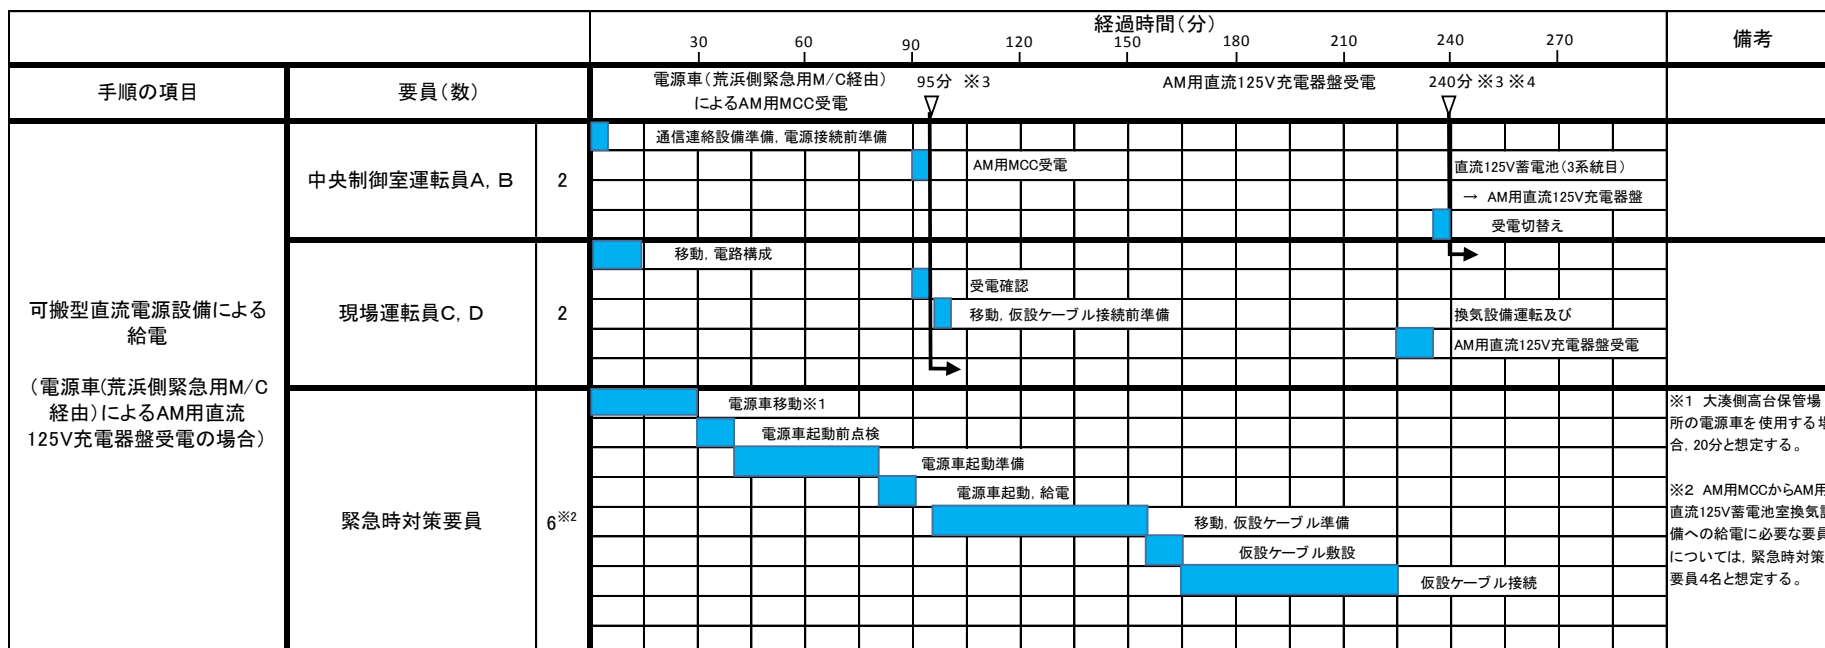 経過時間(分)
30 60 90 120 150 180 210 240 270
備考
手順の項目
要員(数)
電源車(荒浜側緊急用M/C経由)
によるAM用MCC受電
95分 ※3
AM用直流125V充電器盤受電
240分 ※3 ※4
通信連絡設備準備, 電源接続前準備
AM用MCC受電
直流125V蓄電池(3系統目)
→ AM用直流125V充電器盤
受電切替え
中央制御室運転員A, B
2
移動, 電路構成
受電確認
移動, 仮設ケーブル接続前準備
換気設備運転及び
AM用直流125V充電器盤受電
現場運転員C, D
2
可搬型直流電源設備による
給電
(電源車(荒浜側緊急用M/C
経由)によるAM用直流
125V充電器盤受電の場合)
電源車移動※1
電源車起動前点検
電源車起動準備
電源車起動, 給電
移動, 仮設ケーブル準備
仮設ケーブル敷設
仮設ケーブル接続
緊急時対策要員
6※2
※1 大湊側高台保管場
所の電源車を使用する場
合, 20分と想定する。
※2 AM用MCCからAM用
直流125V蓄電池室換気設
備への給電に必要な要員
については, 緊急時対策
要員4名と想定する。